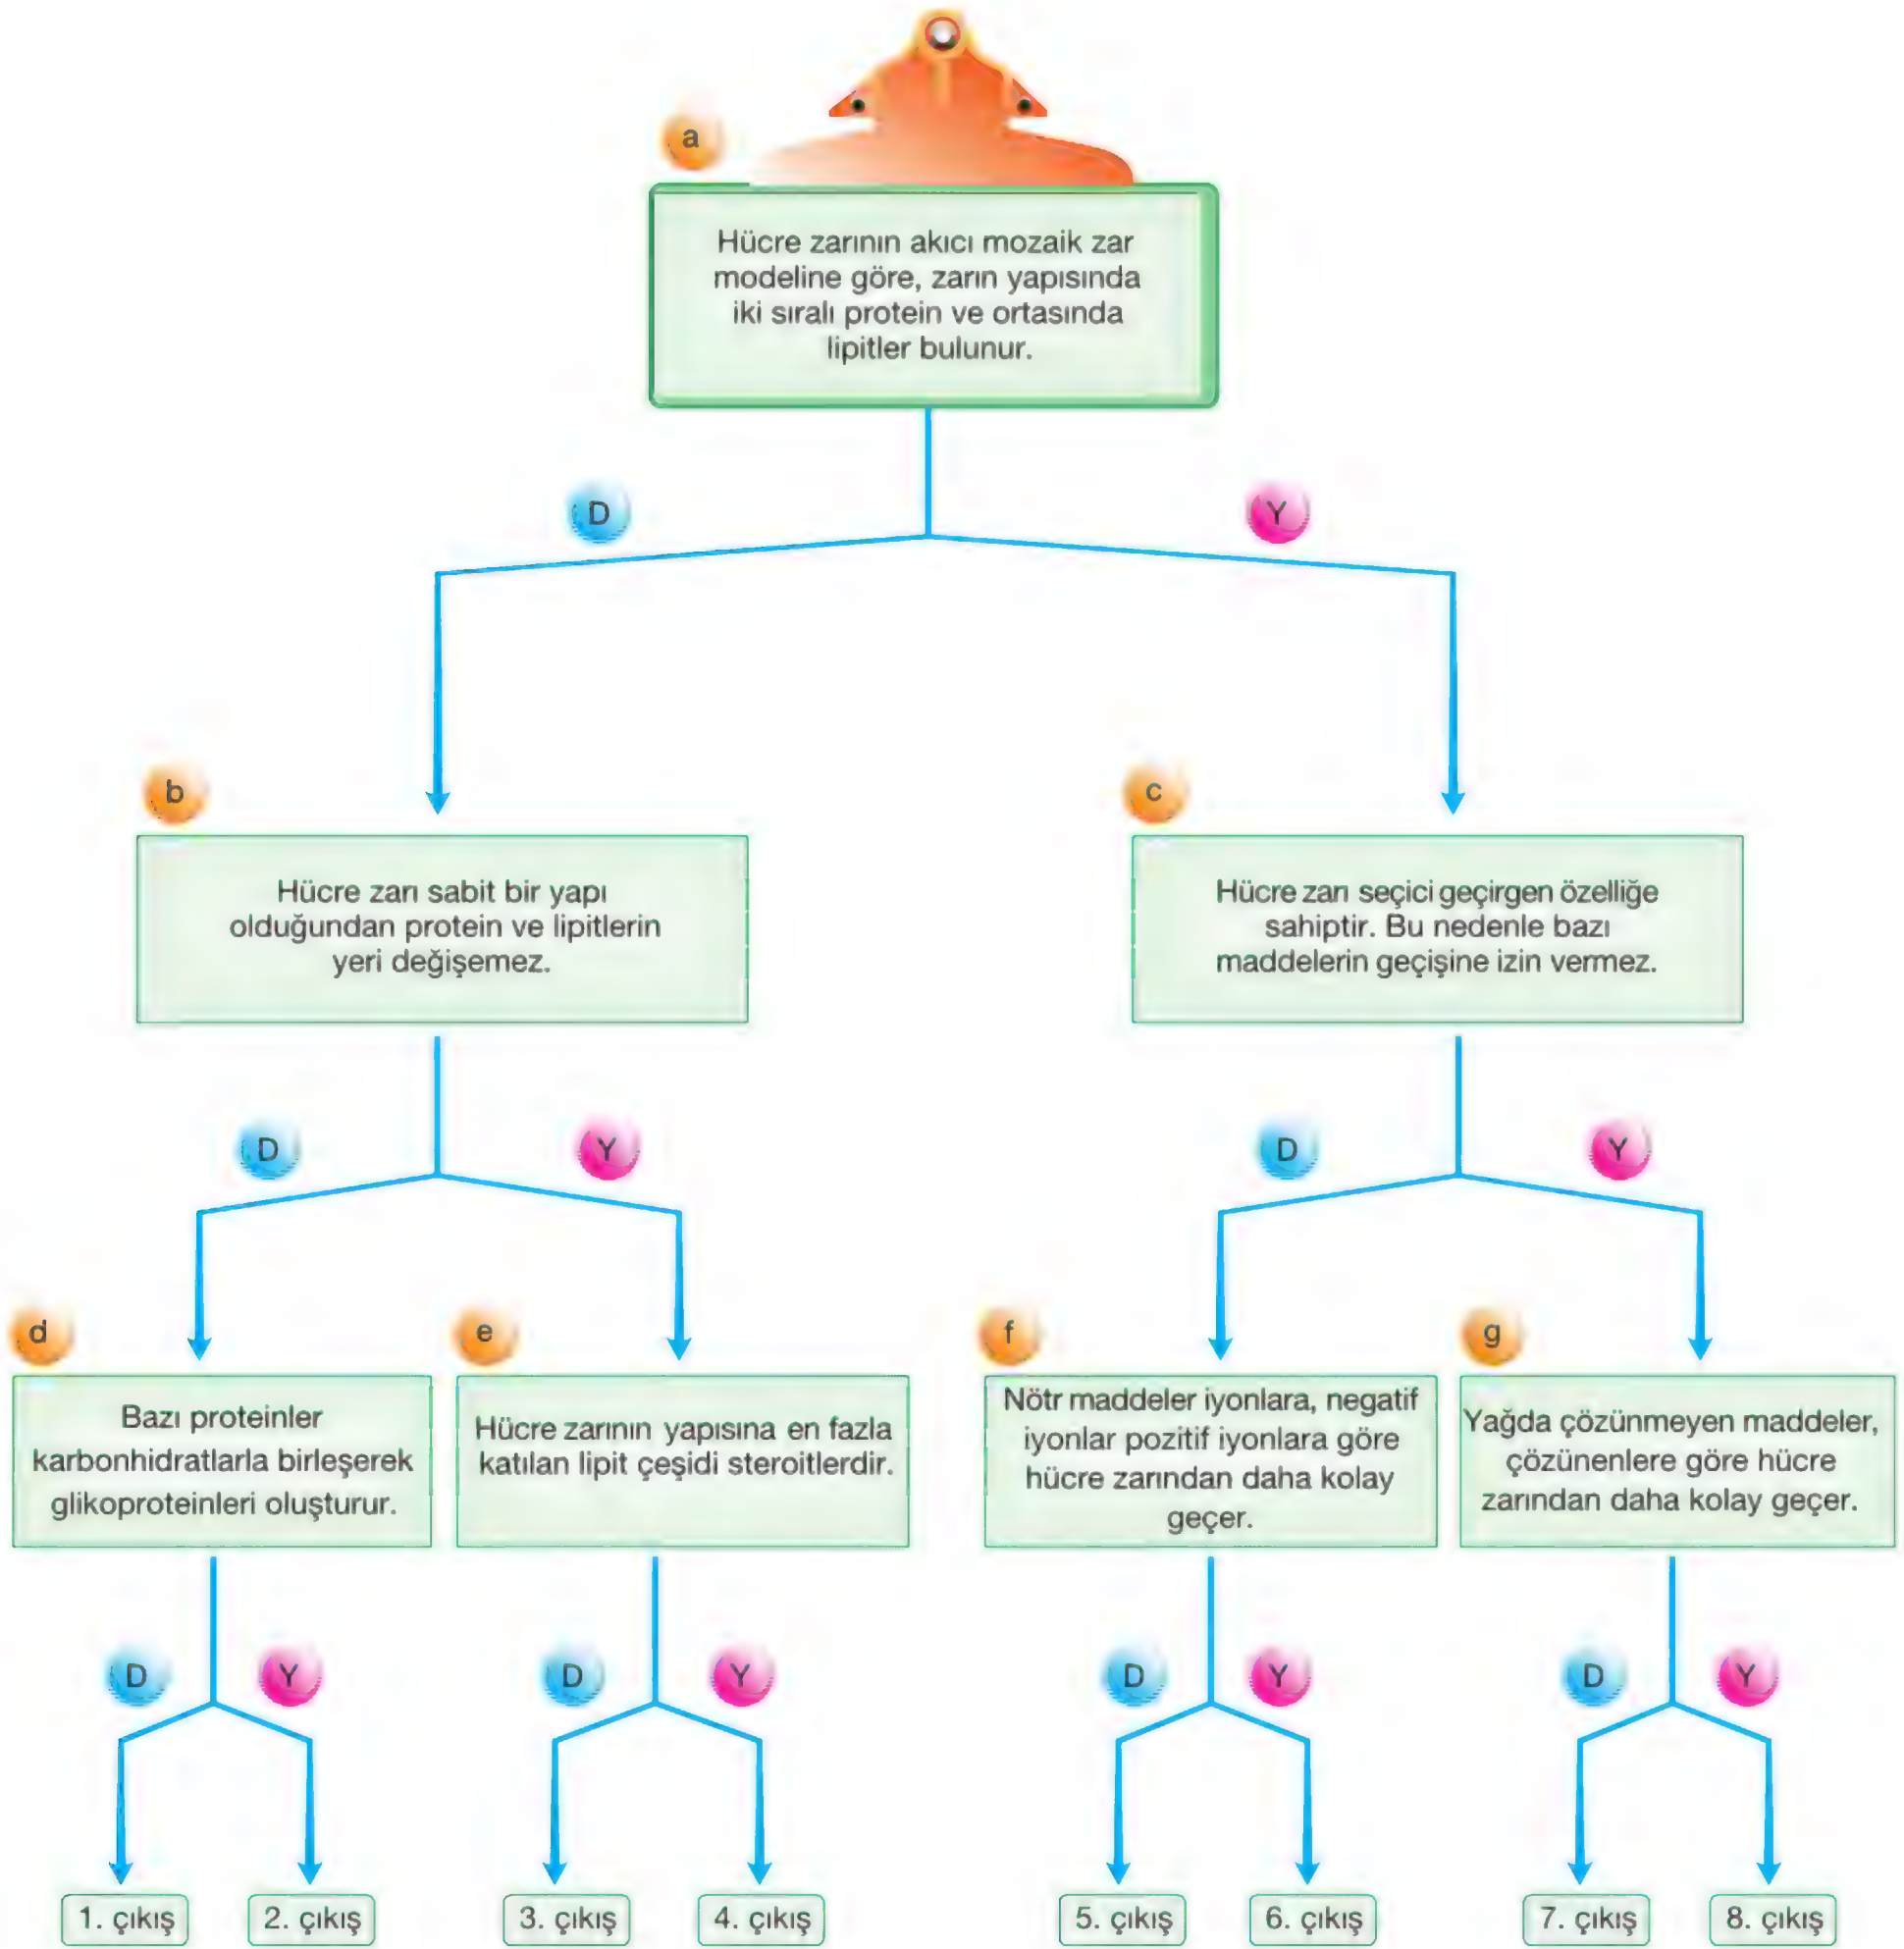 a
Hücre zarının akıcı mozaik zar
modeline göre, zarın yapısında
iki sıralı protein ve ortasında
lipitler bulunur.
D
Y
b
Hücre zarı sabit bir yapı
olduğundan protein ve lipitlerin
yeri değişemez.
c
Hücre zarı seçici geçirgen özelliğe
sahiptir. Bu nedenle bazı
maddelerin geçişine izin vermez.
D
Y
D
Y
d
Bazı proteinler
karbonhidratlarla birleşerek
glikoproteinleri oluşturur.
e
Hücre zarının yapısına en fazla
katılan lipit çeşidi steroitlerdir.
f
Nötr maddeler iyonlara, negatif
iyonlar pozitif iyonlara göre
hücre zarından daha kolay
geçer.
g
Yağda çözünmeyen maddeler,
çözünenlere göre hücre
zarından daha kolay geçer.
D
Y
D
Y
D
Y
D
Y
1. çıkış
2. çıkış
3. çıkış
4. çıkış
5. çıkış
6. çıkış
7. çıkış
8. çıkış